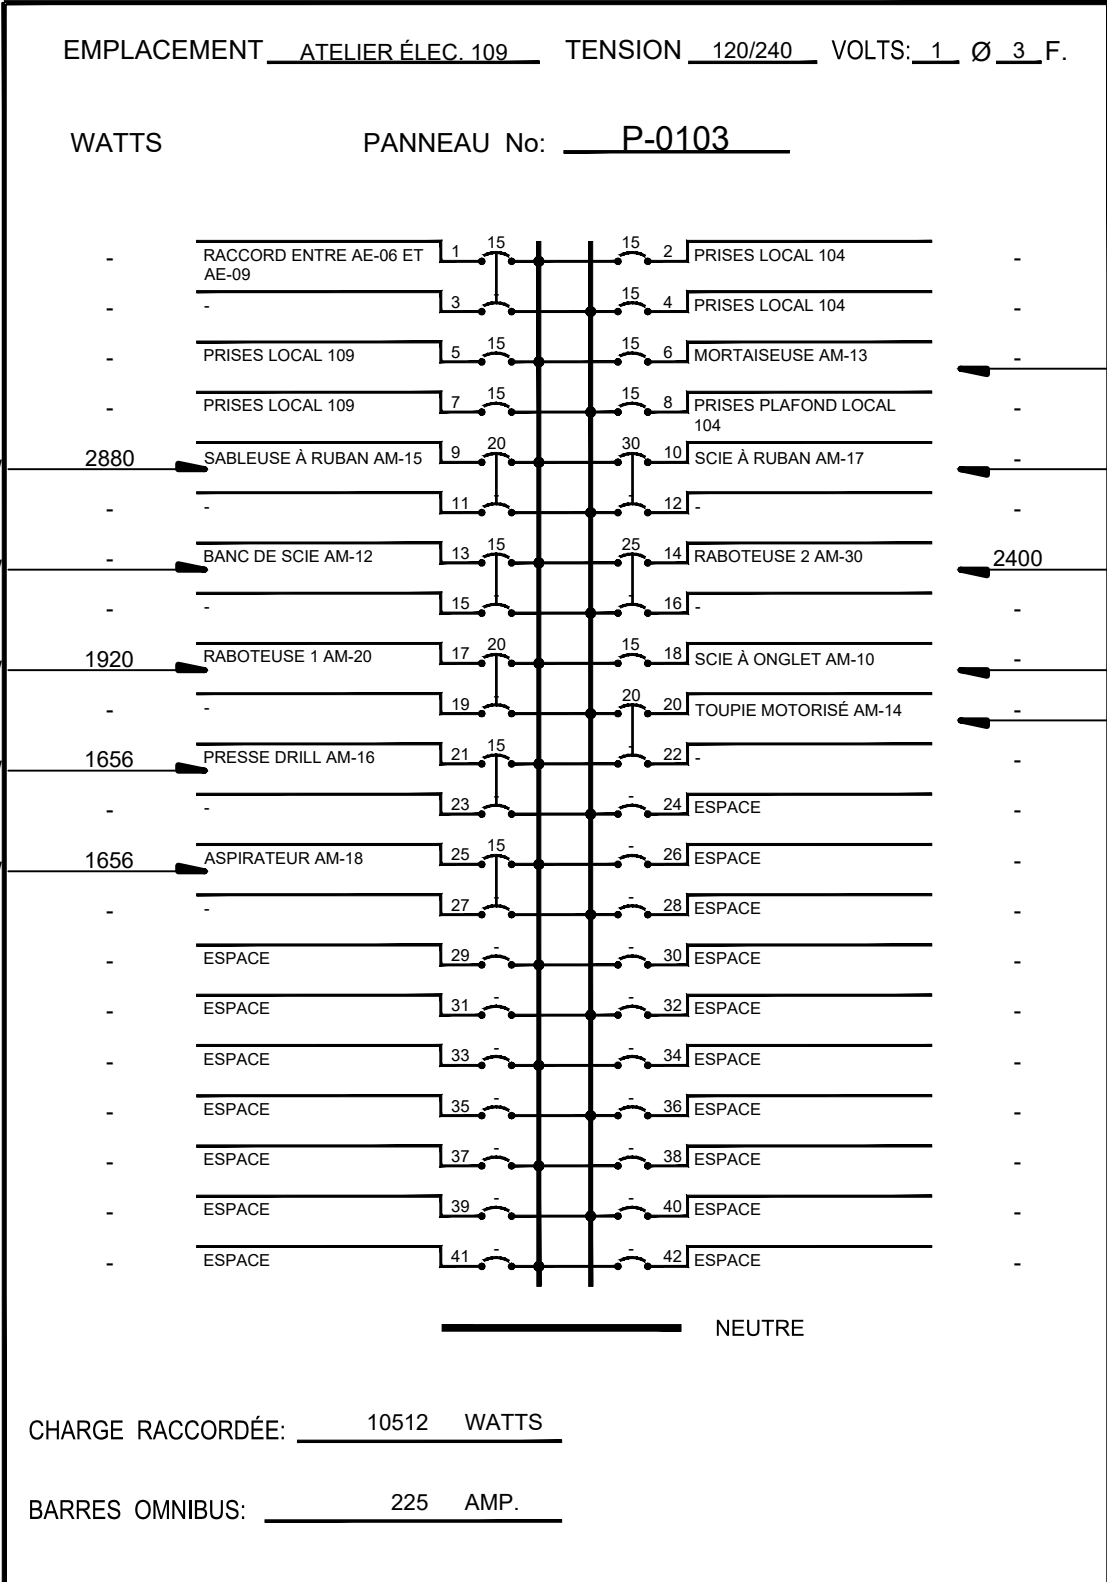 EMPLACEMENT ATELIER ÉLEC. 109 TENSION 120/240 VOLTS: 1 Ø 3 F.
WATTS PANNEAU No: P-0103
- RACCORD ENTRE AE-06 ET AE-09 1 15 15 2 PRISES LOCAL 104 -
- - 3 - 15 4 PRISES LOCAL 104 -
- PRISES LOCAL 109 5 15 15 6 MORTAISEUSE AM-13 -
- PRISES LOCAL 109 7 15 15 8 PRISES PLAFOND LOCAL 104 -
2880 SABLEUSE À RUBAN AM-15 9 20 30 10 SCIE À RUBAN AM-17 -
- - 11 - - 12 - -
- BANC DE SCIE AM-12 13 15 25 14 RABOTEUSE 2 AM-30 2400
- - 15 - - 16 - -
1920 RABOTEUSE 1 AM-20 17 20 15 18 SCIE À ONGLET AM-10 -
- - 19 - 20 20 TOUPIE MOTORISÉ AM-14 -
1656 PRESSE DRILL AM-16 21 15 - 22 - -
- - 23 - - 24 ESPACE -
1656 ASPIRATEUR AM-18 25 15 - 26 ESPACE -
- - 27 - - 28 ESPACE -
- ESPACE 29 - - 30 ESPACE -
- ESPACE 31 - - 32 ESPACE -
- ESPACE 33 - - 34 ESPACE -
- ESPACE 35 - - 36 ESPACE -
- ESPACE 37 - - 38 ESPACE -
- ESPACE 39 - - 40 ESPACE -
- ESPACE 41 - - 42 ESPACE -
NEUTRE
CHARGE RACCORDÉE: 10512 WATTS
BARRES OMNIBUS: 225 AMP.